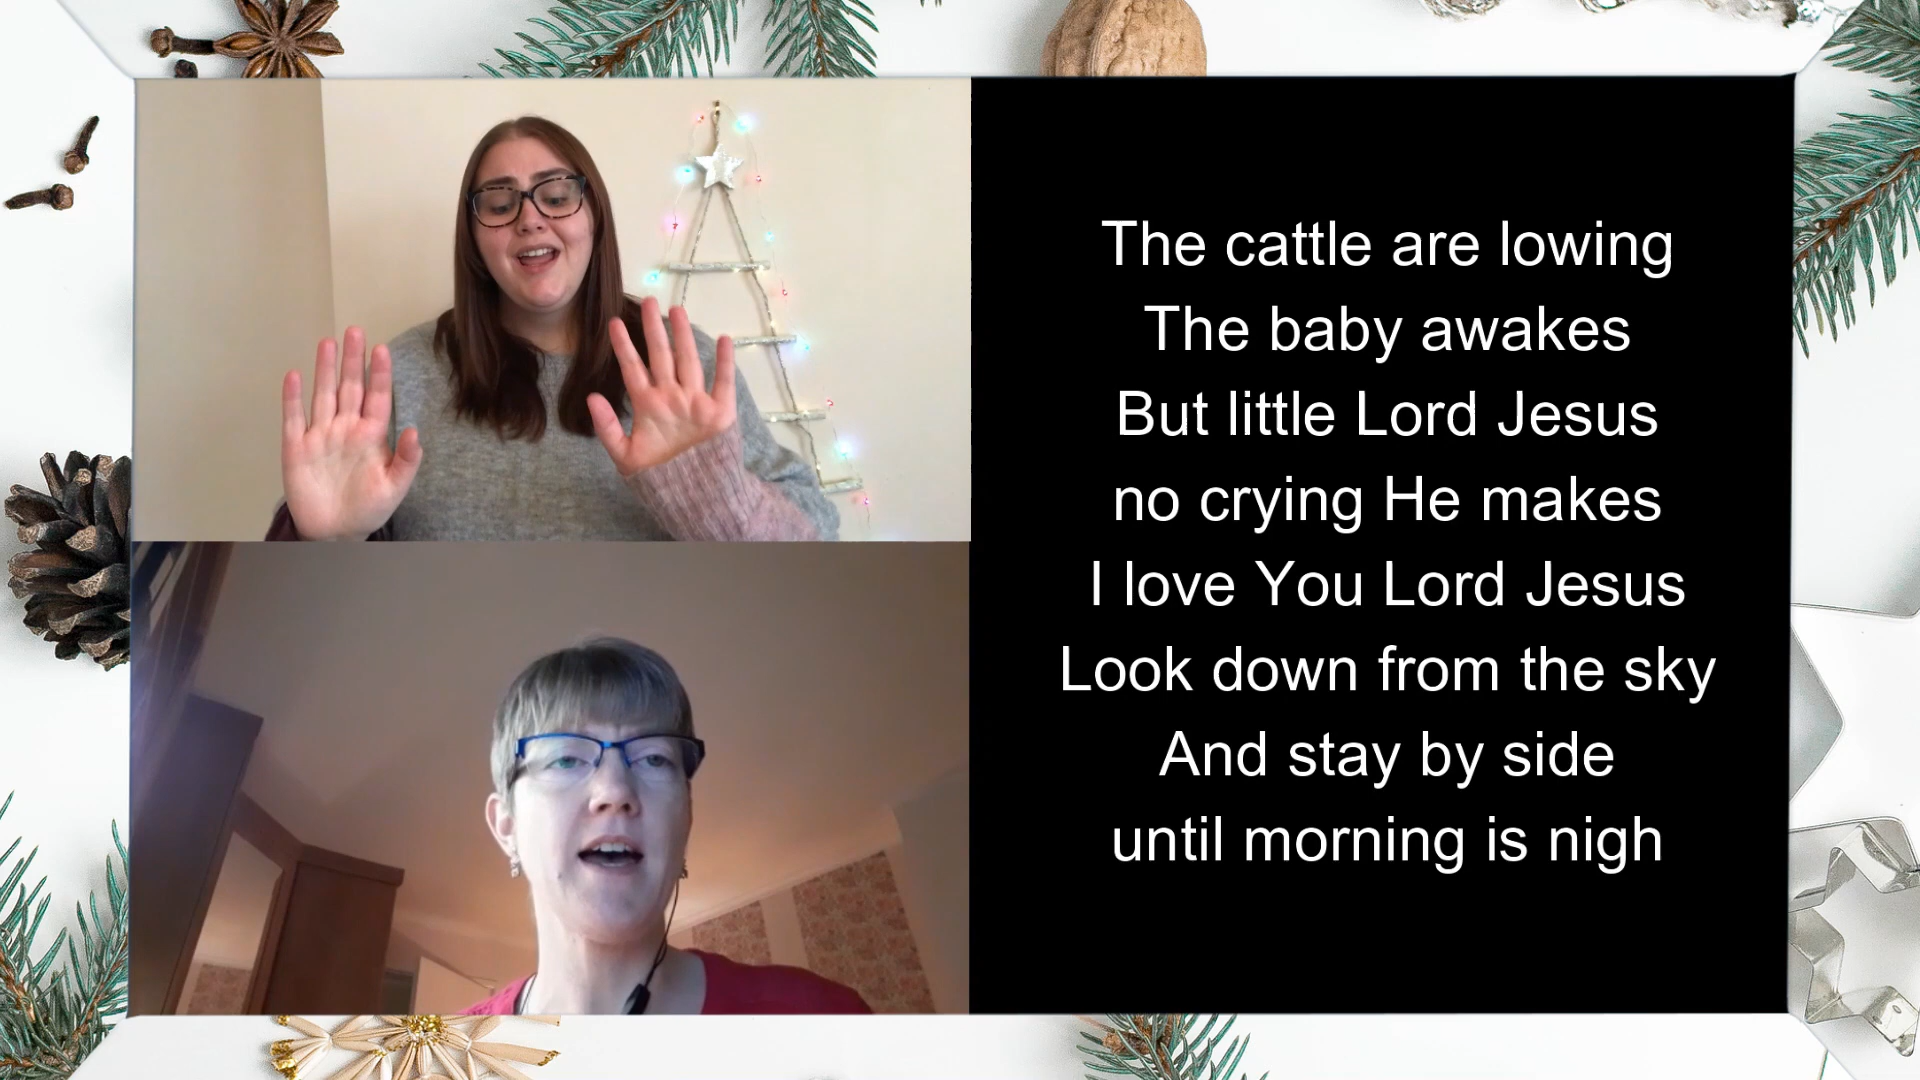 The cattle are lowing
The baby awakes
But little Lord Jesus
no crying He makes
I love You Lord Jesus
Look down from the sky
And stay by side
until morning is nigh